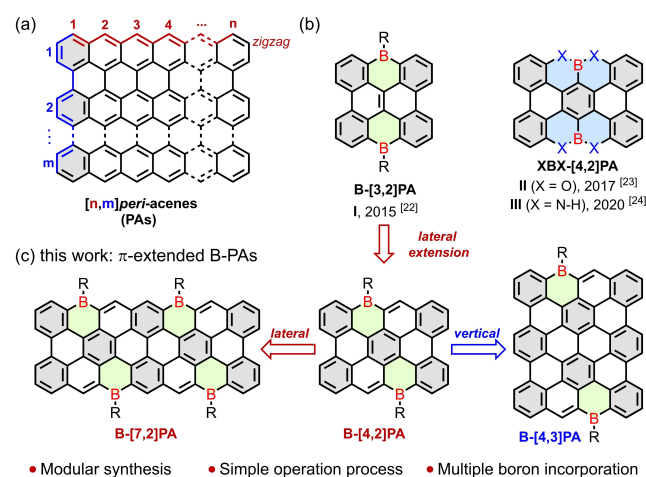 (a)
1 2 3 4 ... n
zigzag
1
2
m
[n,m]peri-acenes
(PAs)
(b)
R
B
B
R
B-[3,2]PA
I, 2015 [22]
X X
B
B
X X
XBX-[4,2]PA
II (X = O), 2017 [23]
III (X = N-H), 2020 [24]
lateral
extension
(c) this work: π-extended B-PAs
R R
B B
B B
R R
B-[7,2]PA
lateral
R
B
B
R
B-[4,2]PA
vertical
R
B
B
R
B-[4,3]PA
• Modular synthesis • Simple operation process • Multiple boron incorporation